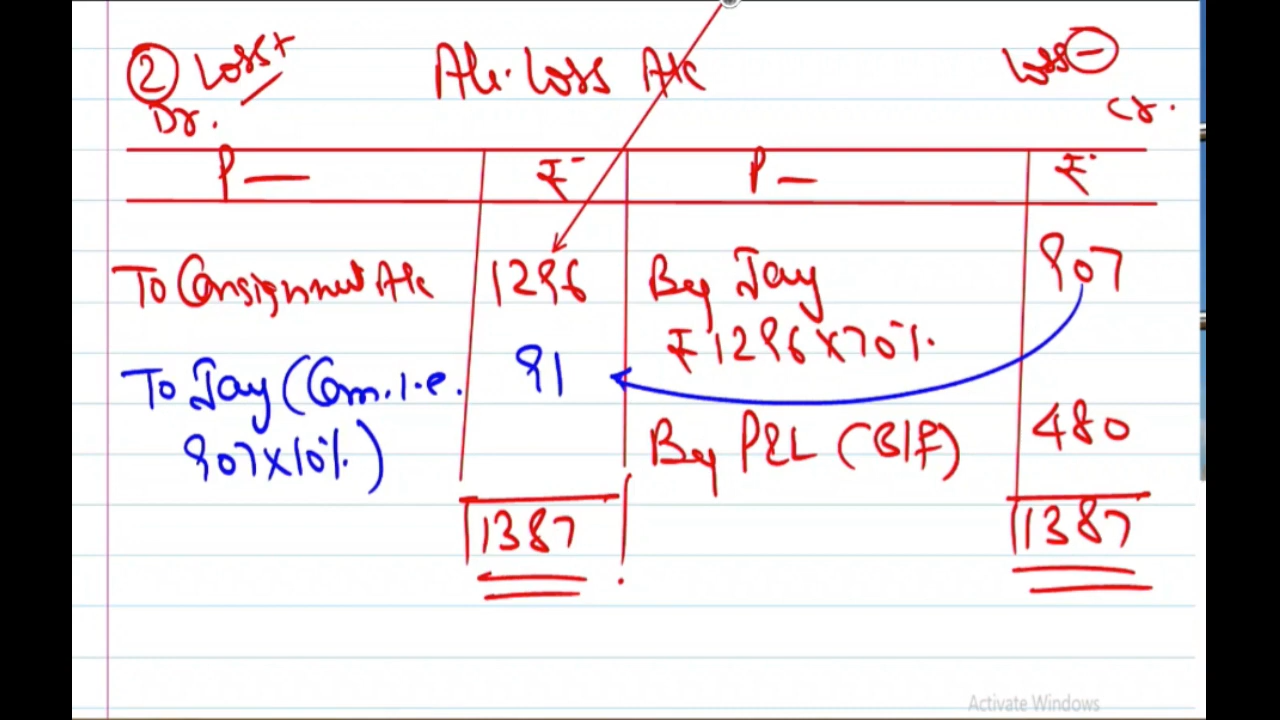 ② Loss+ Ab. Loss A/c Loss ⊖
Dr. Cr.
P— ₹ P— ₹
To Consignment A/c 1296 By Jay 907
₹1296×70%
To Jay (Com. i.e. 91
907×10%) By P&L (B/F) 480
1387 1387
Activate Windows